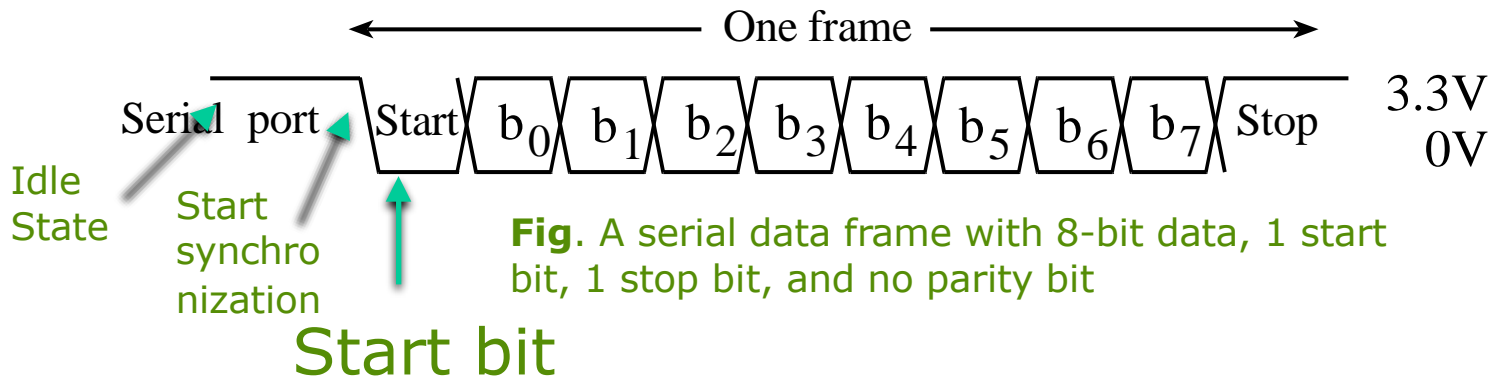 One frame
Serial port Start b0 b1 b2 b3 b4 b5 b6 b7 Stop
3.3V
0V
Idle
State
Start
synchro
nization
Start bit
Fig. A serial data frame with 8-bit data, 1 start
bit, 1 stop bit, and no parity bit